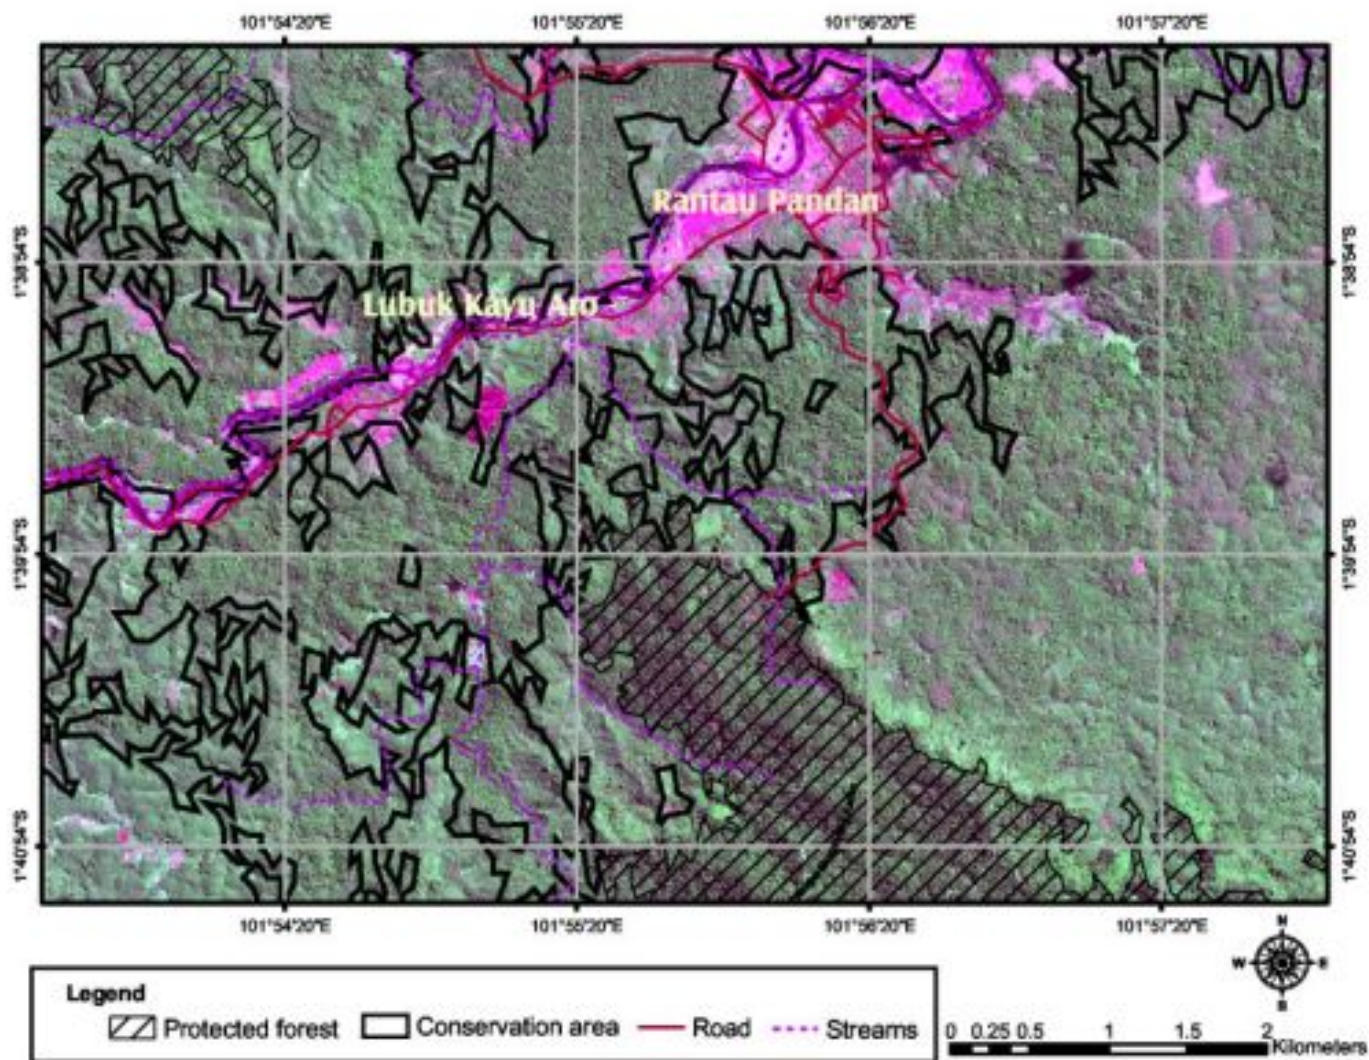 101°54'20"E 101°55'20"E 101°56'20"E 101°57'20"E
Rantau Pandan
1°38'54"S 1°38'54"S
Lubuk Kayu Aro
1°39'54"S 1°39'54"S
1°40'54"S 1°40'54"S
101°54'20"E 101°55'20"E 101°56'20"E 101°57'20"E
N
W E
S
Legend
Protected forest Conservation area Road Streams
0 0.25 0.5 1 1.5 2
Kilometers